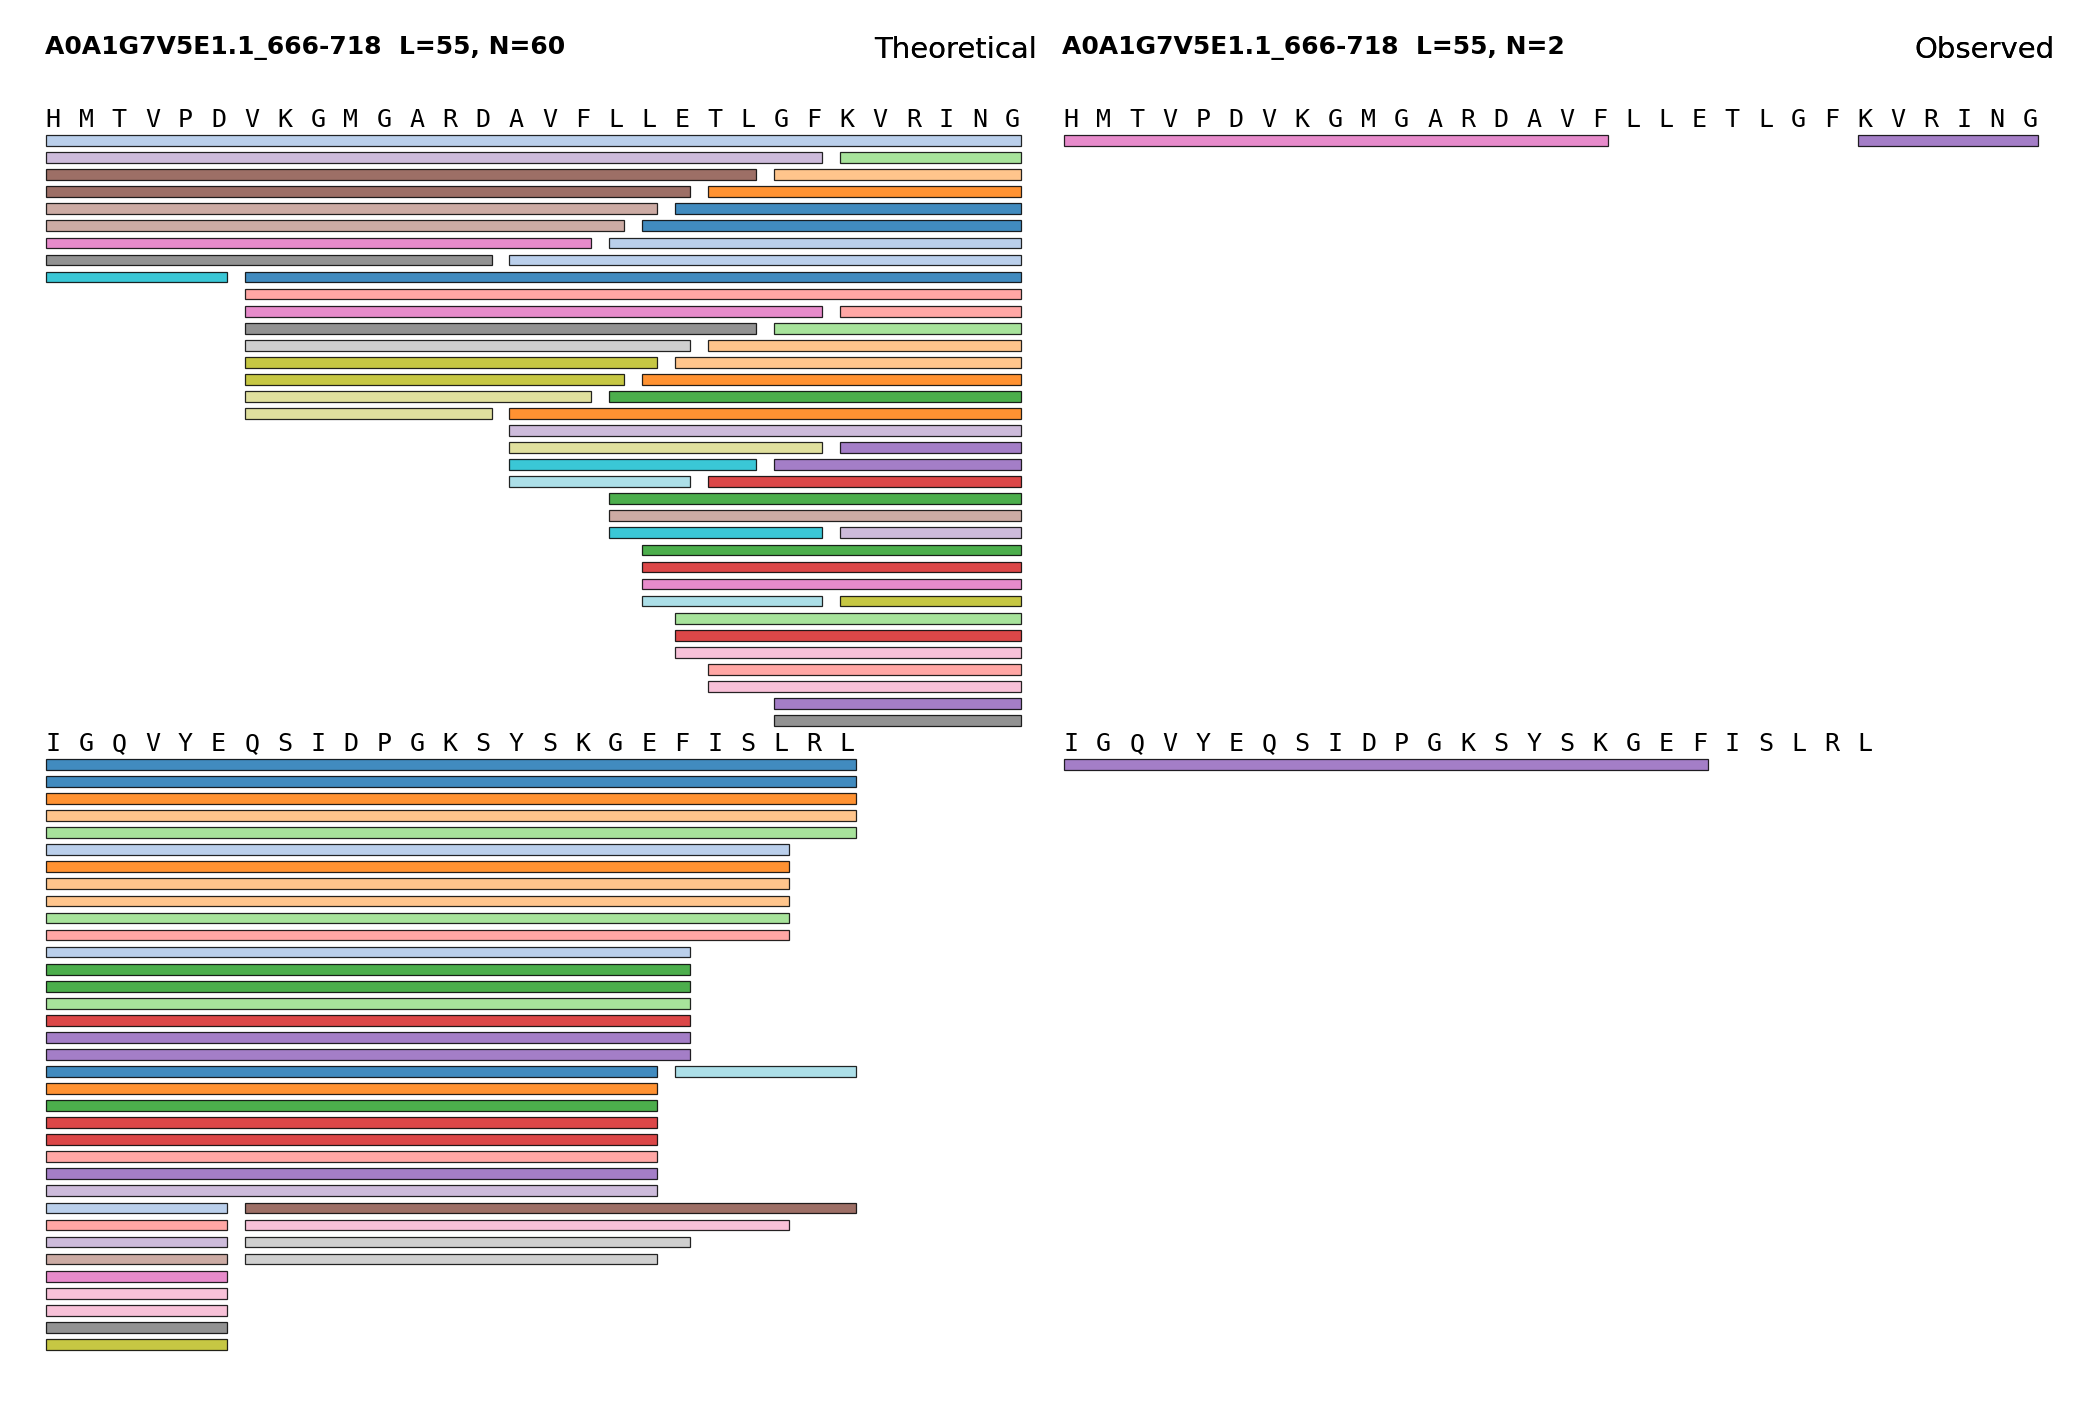 A0A1G7V5E1.1_666-718 L=55, N=60 Theoretical
H M T V P D V K G M G A R D A V F L L E T L G F K V R I N G
I G Q V Y E Q S I D P G K S Y S K G E F I S L R L
A0A1G7V5E1.1_666-718 L=55, N=2 Observed
H M T V P D V K G M G A R D A V F L L E T L G F K V R I N G
I G Q V Y E Q S I D P G K S Y S K G E F I S L R L